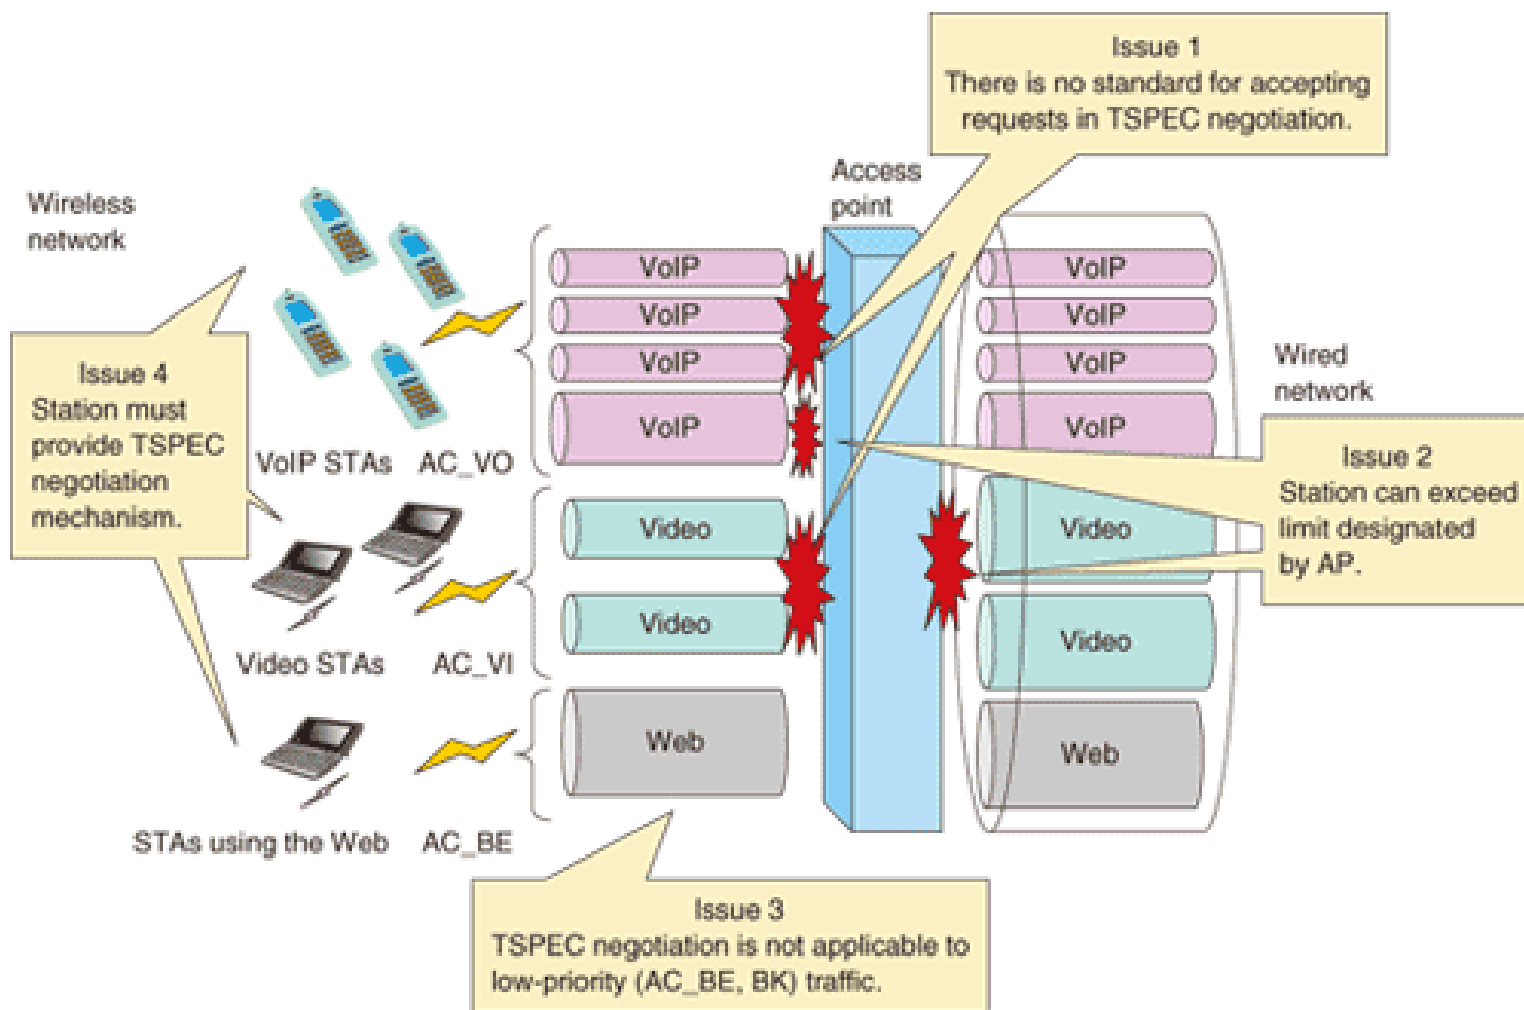 Issue 1
There is no standard for accepting
requests in TSPEC negotiation.
Access
point
Wireless
network
VoIP
VoIP
VoIP
VoIP
VoIP
VoIP
VoIP
VoIP
Wired
network
Issue 4
Station must
provide TSPEC
negotiation
mechanism.
VoIP STAs
AC_VO
Issue 2
Station can exceed
limit designated
by AP.
Video
Video
Video
Video
Video STAs
AC_VI
Web
Web
STAs using the Web
AC_BE
Issue 3
TSPEC negotiation is not applicable to
low-priority (AC_BE, BK) traffic.